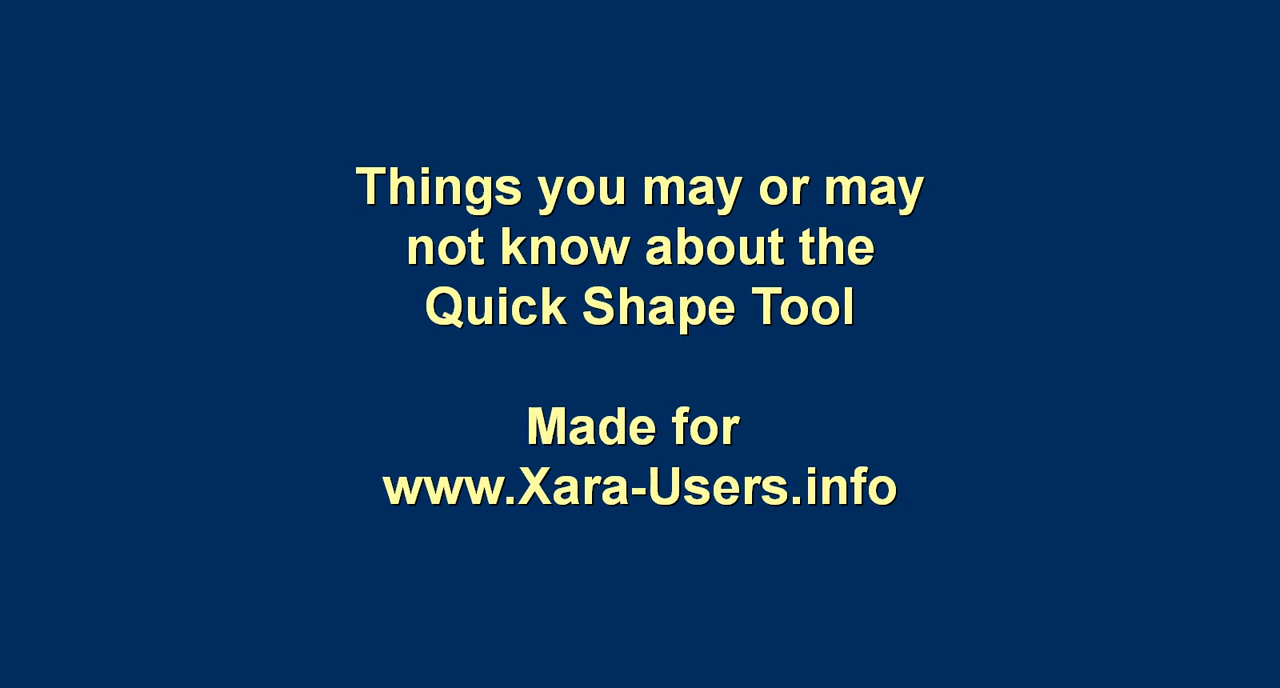 Things you may or may
not know about the
Quick Shape Tool
Made for
www.Xara-Users.info